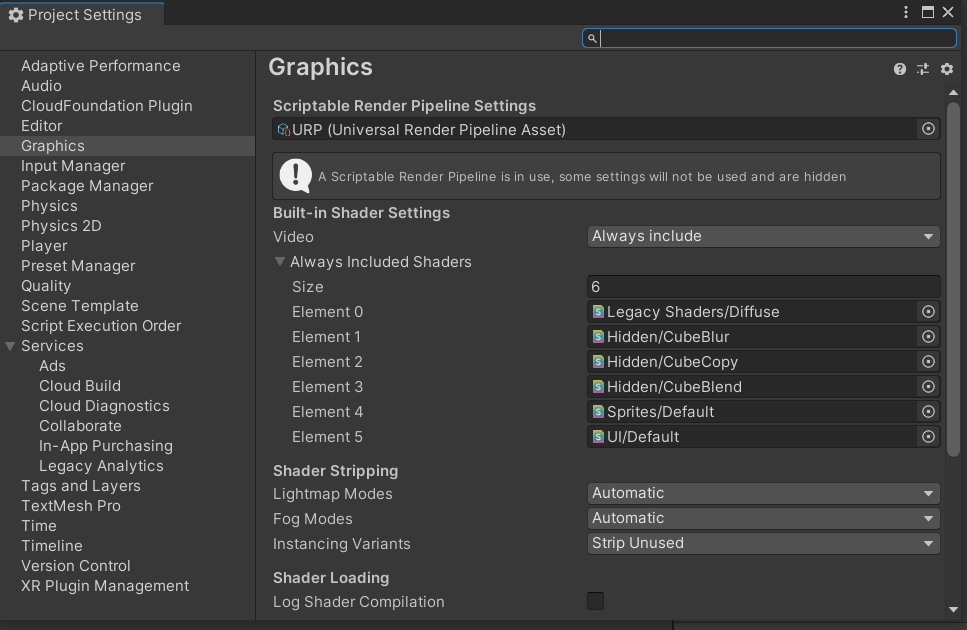 Project Settings
Adaptive Performance
Audio
CloudFoundation Plugin
Editor
Graphics
Input Manager
Package Manager
Physics
Physics 2D
Player
Preset Manager
Quality
Scene Template
Script Execution Order
Services
Ads
Cloud Build
Cloud Diagnostics
Collaborate
In-App Purchasing
Legacy Analytics
Tags and Layers
TextMesh Pro
Time
Timeline
Version Control
XR Plugin Management
Graphics
Scriptable Render Pipeline Settings
URP (Universal Render Pipeline Asset)
A Scriptable Render Pipeline is in use, some settings will not be used and are hidden
Built-in Shader Settings
Video Always include
Always Included Shaders
Size 6
Element 0 Legacy Shaders/Diffuse
Element 1 Hidden/CubeBlur
Element 2 Hidden/CubeCopy
Element 3 Hidden/CubeBlend
Element 4 Sprites/Default
Element 5 UI/Default
Shader Stripping
Lightmap Modes Automatic
Fog Modes Automatic
Instancing Variants Strip Unused
Shader Loading
Log Shader Compilation